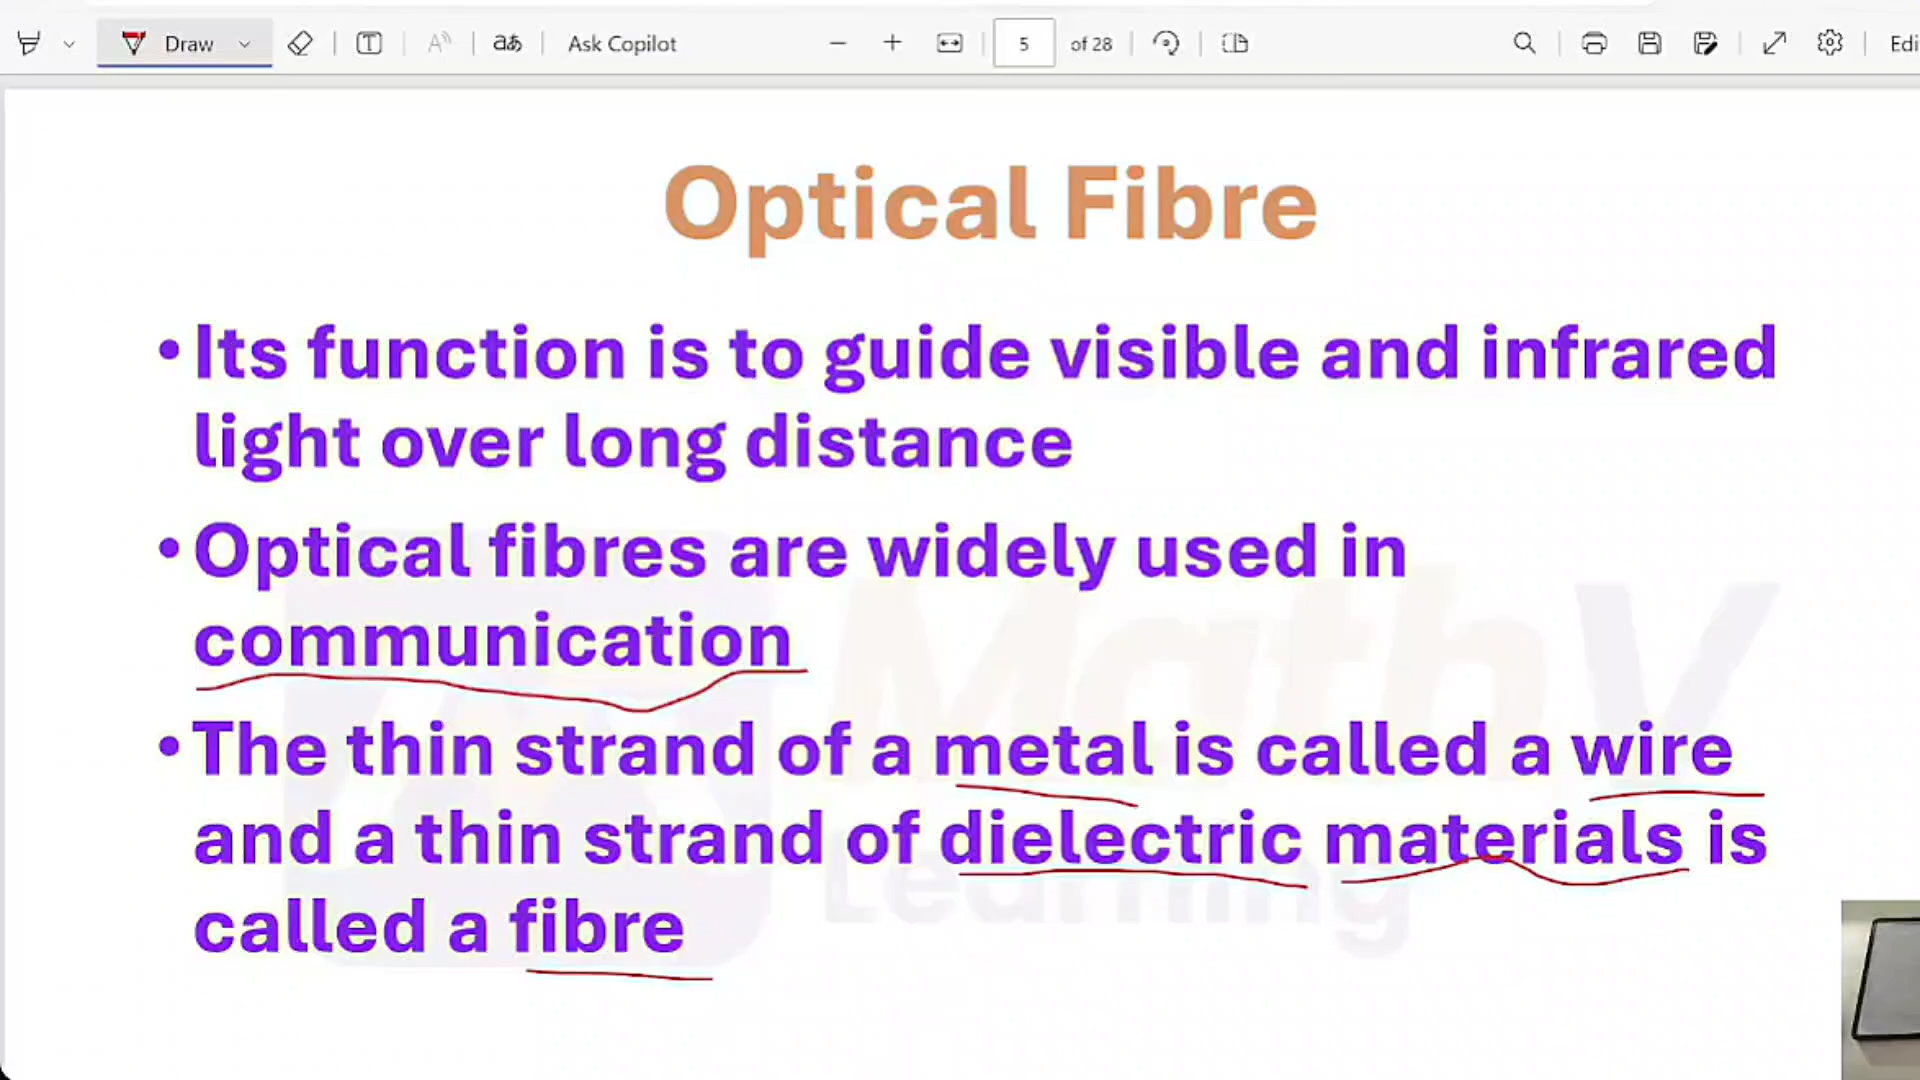 Draw
Ask Copilot
5 of 28
Edi
Optical Fibre
•Its function is to guide visible and infrared
light over long distance
•Optical fibres are widely used in
communication
•The thin strand of a metal is called a wire
and a thin strand of dielectric materials is
called a fibre
MathV
Learning